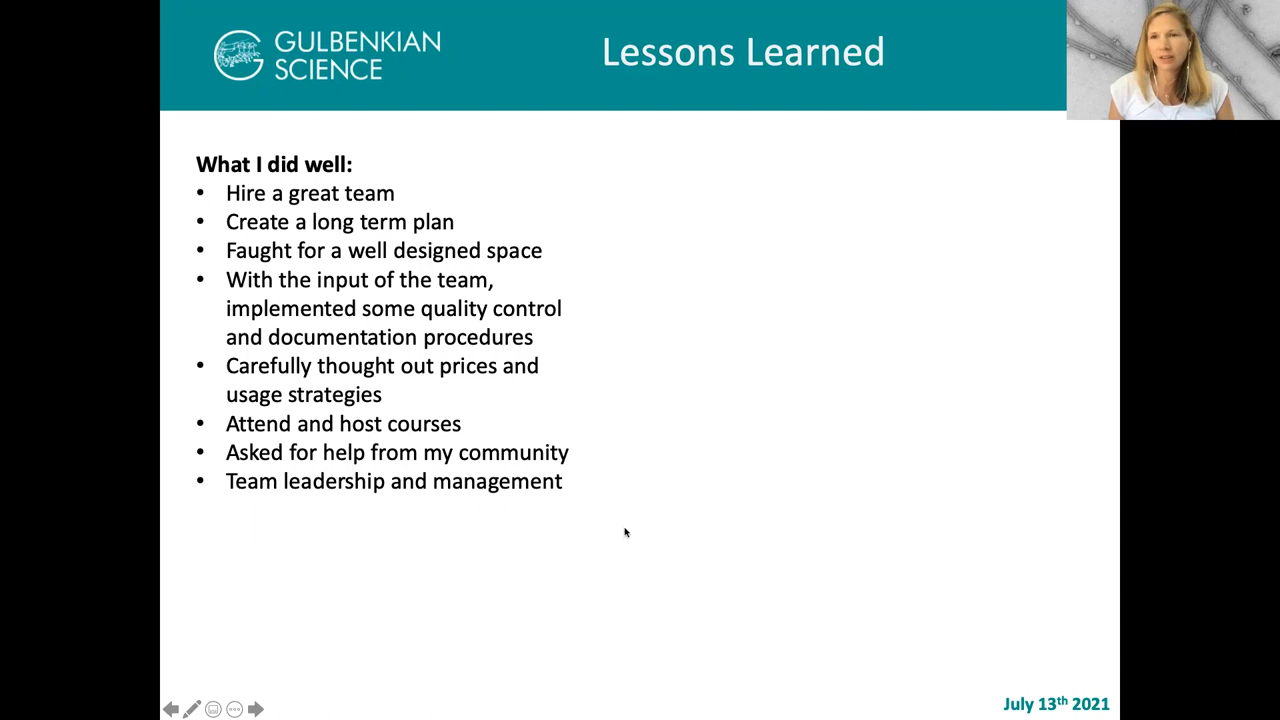 GULBENKIAN
SCIENCE
Lessons Learned
What I did well:
• Hire a great team
• Create a long term plan
• Faught for a well designed space
• With the input of the team,
implemented some quality control
and documentation procedures
• Carefully thought out prices and
usage strategies
• Attend and host courses
• Asked for help from my community
• Team leadership and management
July 13th 2021